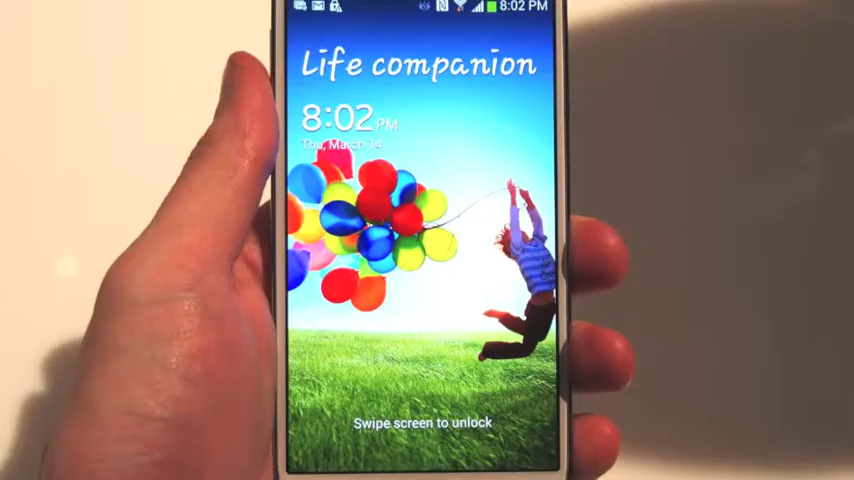 8:02 PM
Life companion
8:02 PM
Thu, March 14
Swipe screen to unlock